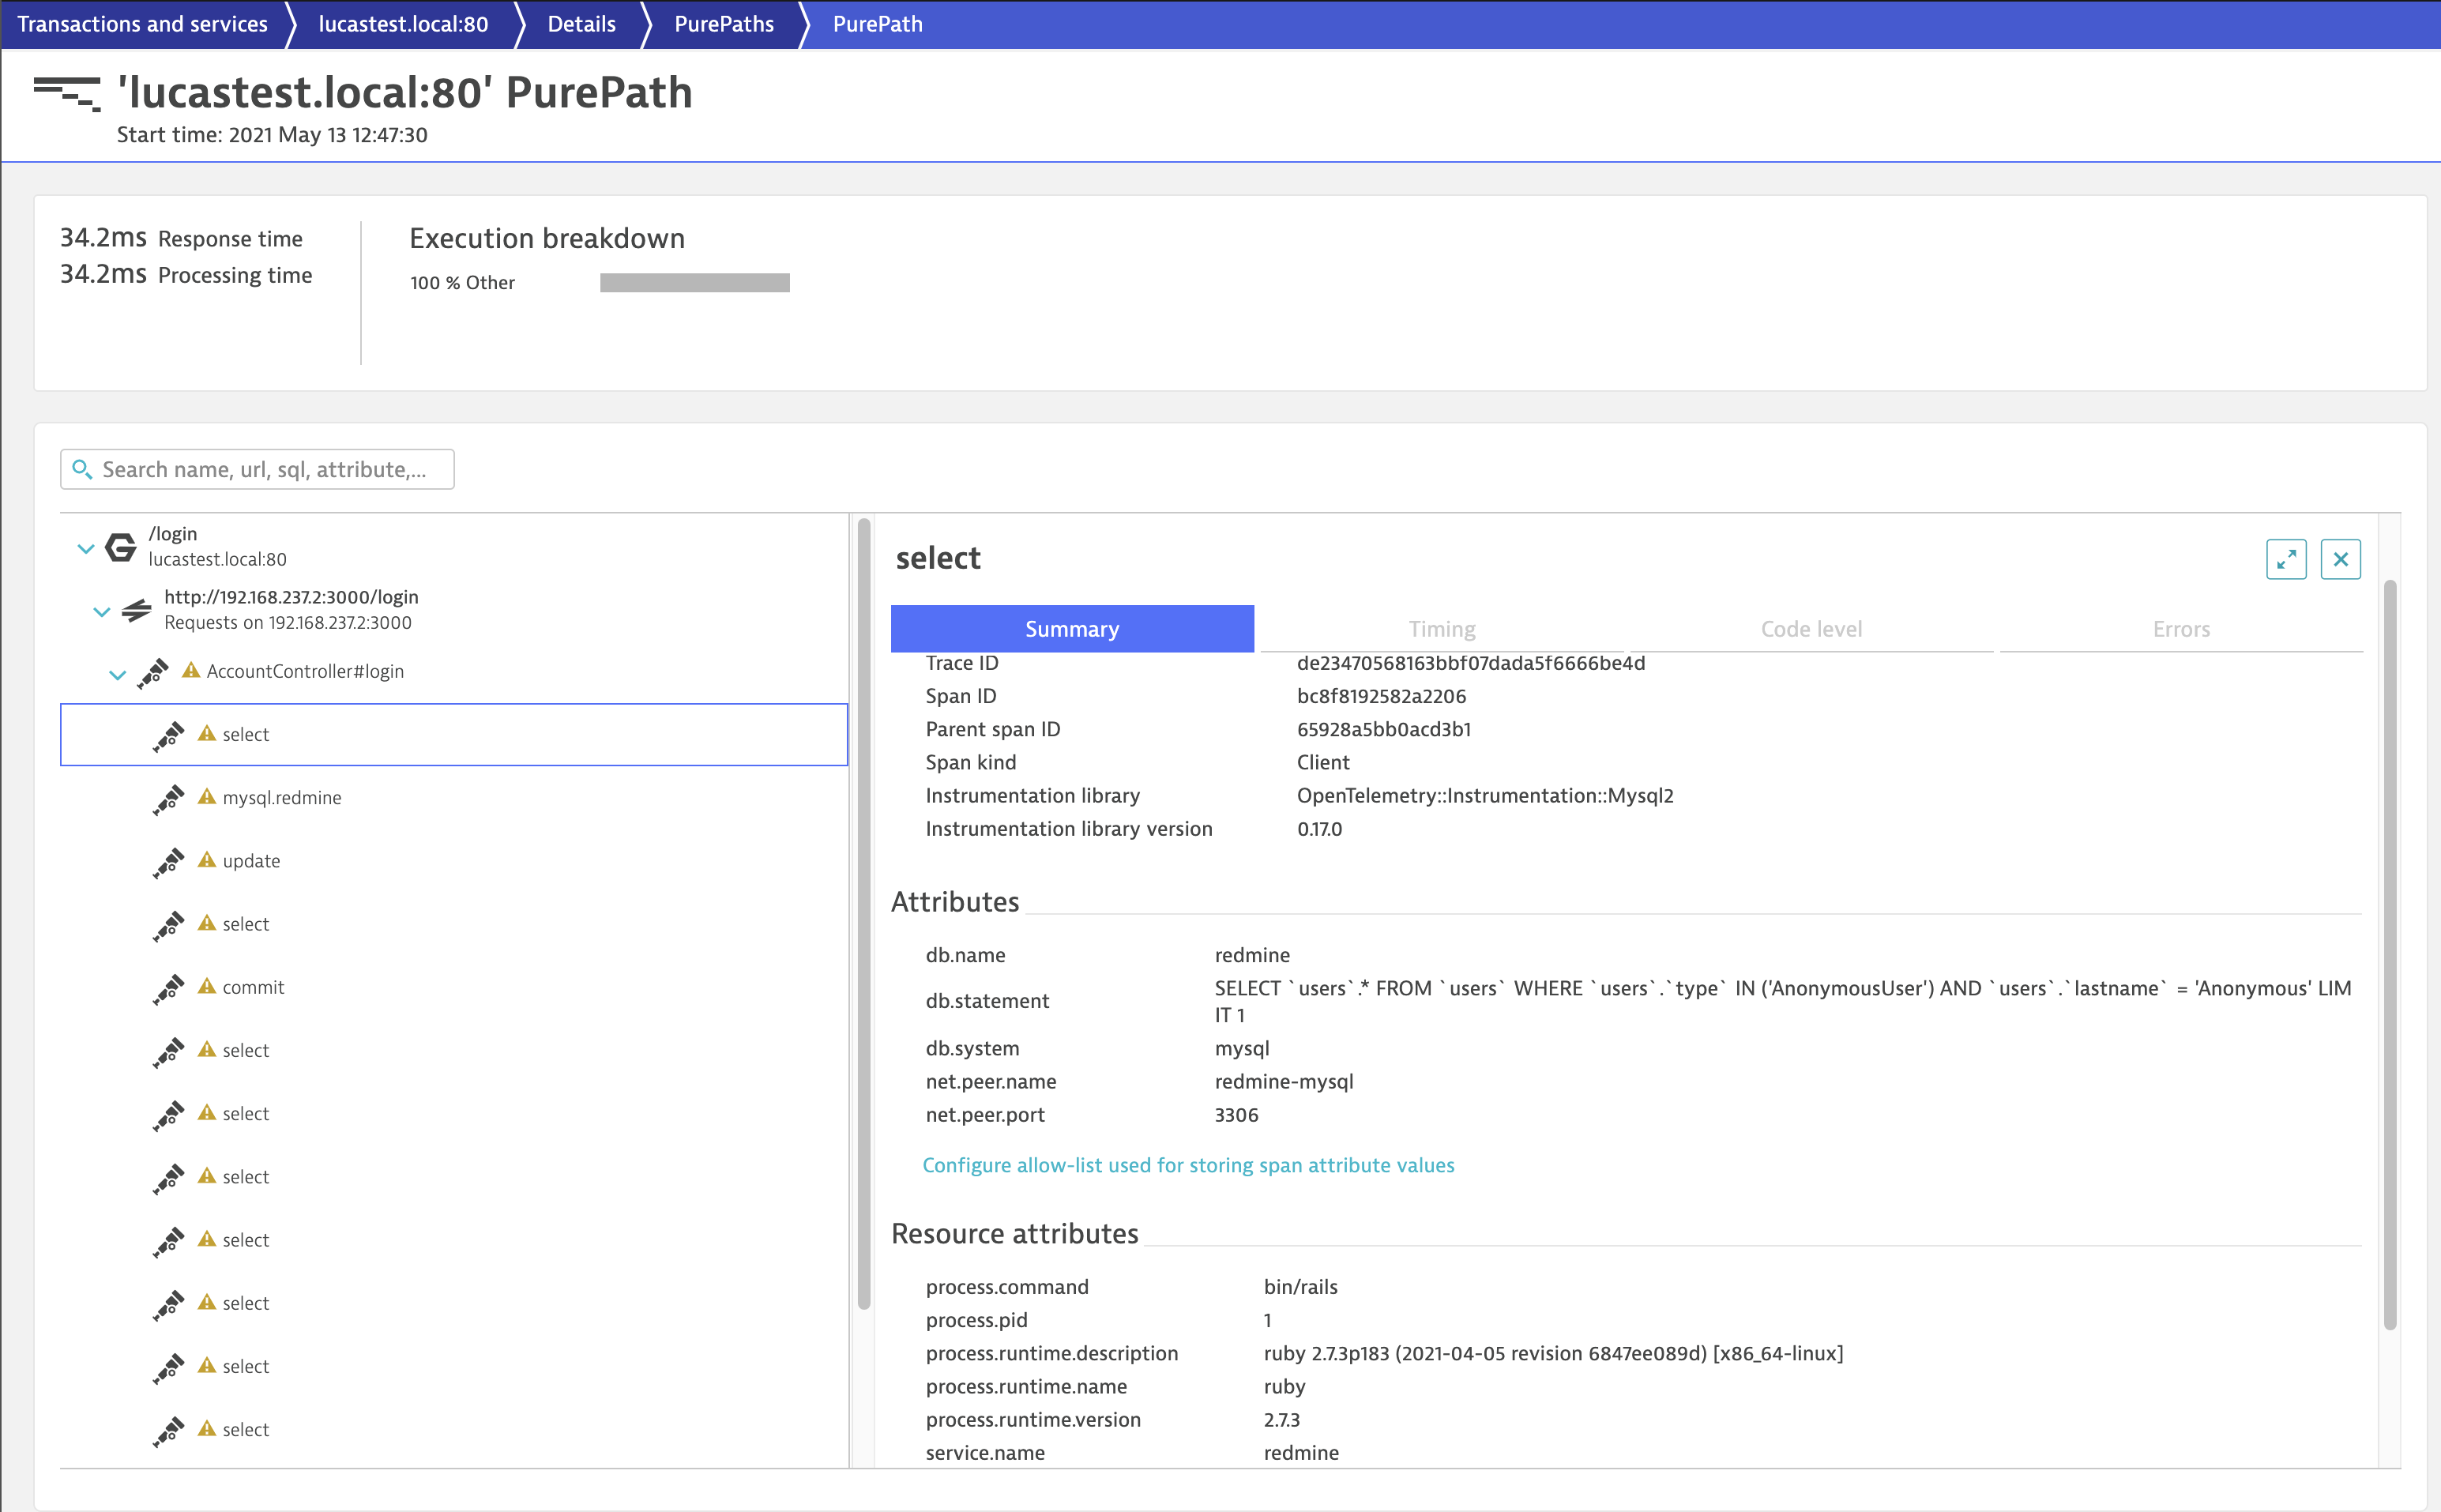 Transactions and services
lucastest.local:80
Details
PurePaths
PurePath
'lucastest.local:80' PurePath
Start time: 2021 May 13 12:47:30
34.2ms Response time
34.2ms Processing time
Execution breakdown
100 % Other
Search name, url, sql, attribute,...
/login
lucastest.local:80
http://192.168.237.2:3000/login
Requests on 192.168.237.2:3000
AccountController#login
select
mysql.redmine
update
select
commit
select
select
select
select
select
select
select
select
Summary
Timing
Code level
Errors
Trace ID de23470568163bbf07dada5f6666be4d
Span ID bc8f8192582a2206
Parent span ID 65928a5bb0acd3b1
Span kind Client
Instrumentation library OpenTelemetry::Instrumentation::Mysql2
Instrumentation library version 0.17.0
Attributes
db.name redmine
db.statement SELECT `users`.* FROM `users` WHERE `users`.`type` IN ('AnonymousUser') AND `users`.`lastname` = 'Anonymous' LIM
IT 1
db.system mysql
net.peer.name redmine-mysql
net.peer.port 3306
Configure allow-list used for storing span attribute values
Resource attributes
process.command bin/rails
process.pid 1
process.runtime.description ruby 2.7.3p183 (2021-04-05 revision 6847ee089d) [x86_64-linux]
process.runtime.name ruby
process.runtime.version 2.7.3
service.name redmine